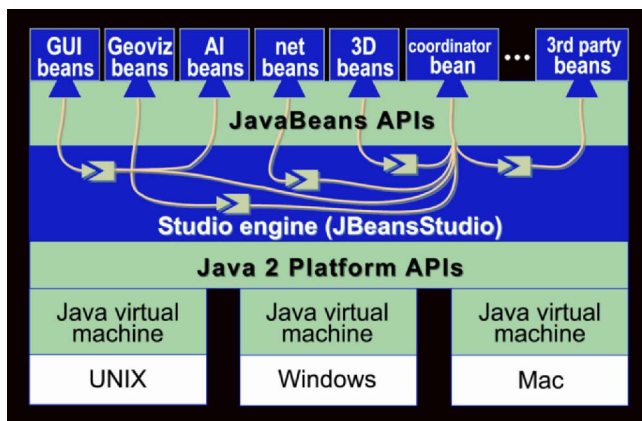 GUI beans
Geoviz beans
AI beans
net beans
3D beans
coordinator bean
...
3rd party beans
JavaBeans APIs
Studio engine (JBeansStudio)
Java 2 Platform APIs
Java virtual machine
Java virtual machine
Java virtual machine
UNIX
Windows
Mac